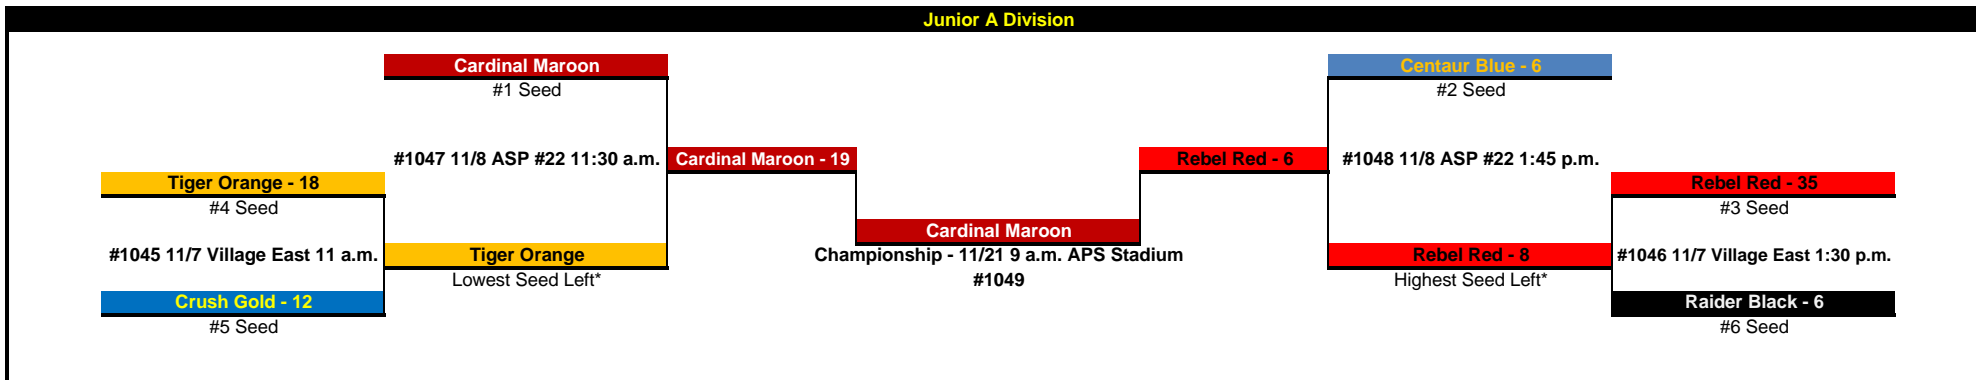 Junior A Division
Cardinal Maroon
Centaur Blue - 6
#1 Seed
#2 Seed
#1047 11/8 ASP #22 11:30 a.m.
Cardinal Maroon - 19
Rebel Red - 6
#1048 11/8 ASP #22 1:45 p.m.
Tiger Orange - 18
Rebel Red - 35
#4 Seed
#3 Seed
Cardinal Maroon
#1045 11/7 Village East 11 a.m.
Tiger Orange
Championship - 11/21 9 a.m. APS Stadium
Rebel Red - 8
#1046 11/7 Village East 1:30 p.m.
Lowest Seed Left*
#1049
Highest Seed Left*
Crush Gold - 12
Raider Black - 6
#5 Seed
#6 Seed